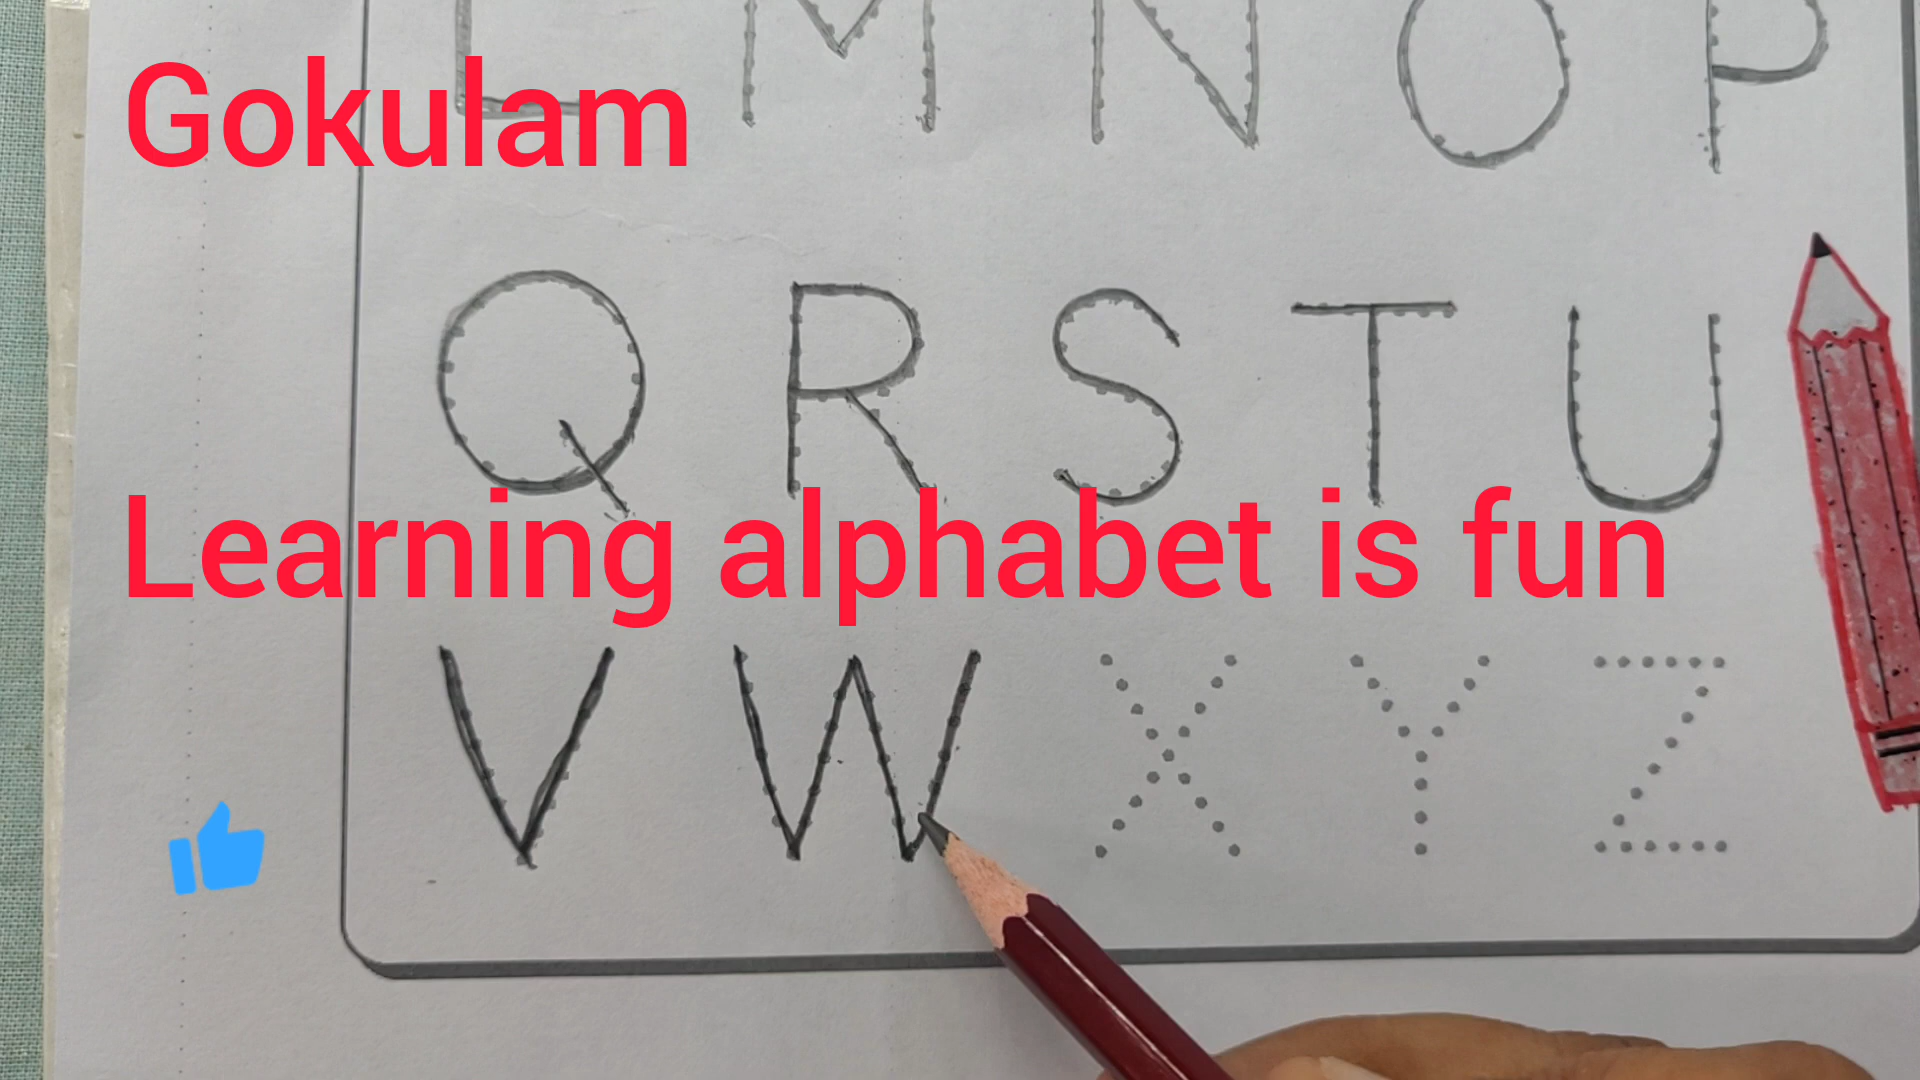 L M N O P
Gokulam
Q R S T U
Learning alphabet is fun
V W X Y Z